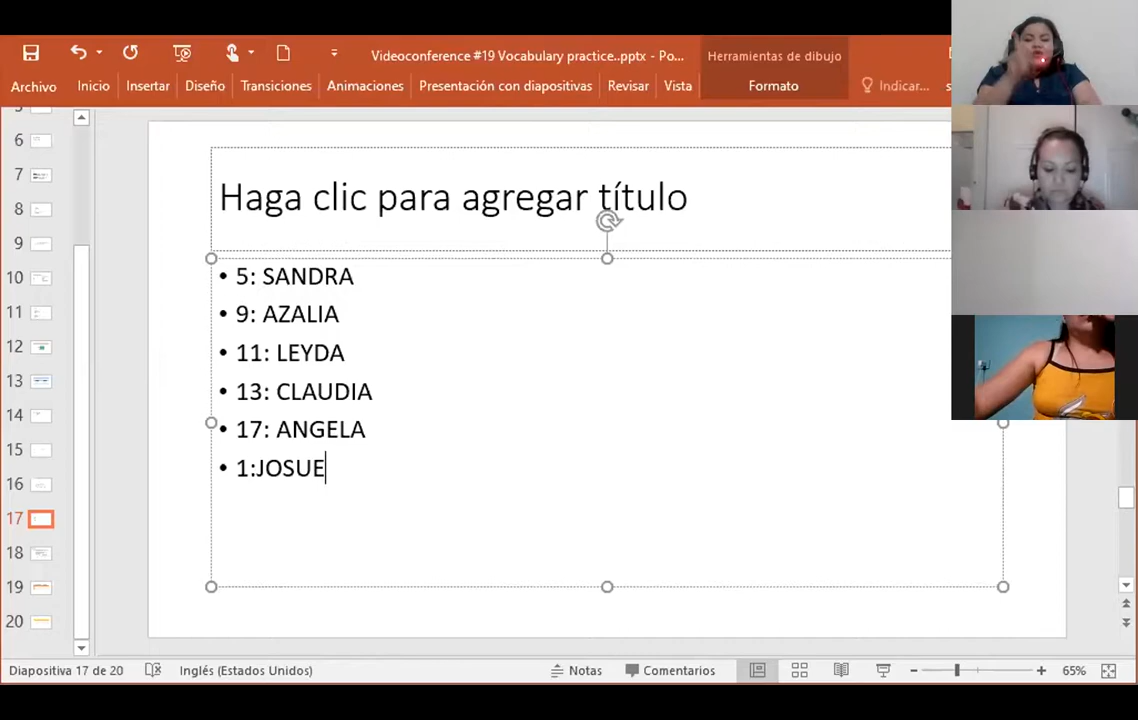 Videoconference #19 Vocabulary practice..pptx - Po...
Herramientas de dibujo
Archivo
Inicio
Insertar
Diseño
Transiciones
Animaciones
Presentación con diapositivas
Revisar
Vista
Formato
Indicar...
6
7
8
9
10
11
12
13
14
15
16
17
18
19
20
Haga clic para agregar título
• 5: SANDRA
• 9: AZALIA
• 11: LEYDA
• 13: CLAUDIA
• 17: ANGELA
• 1:JOSUE
Diapositiva 17 de 20
Inglés (Estados Unidos)
Notas
Comentarios
65%